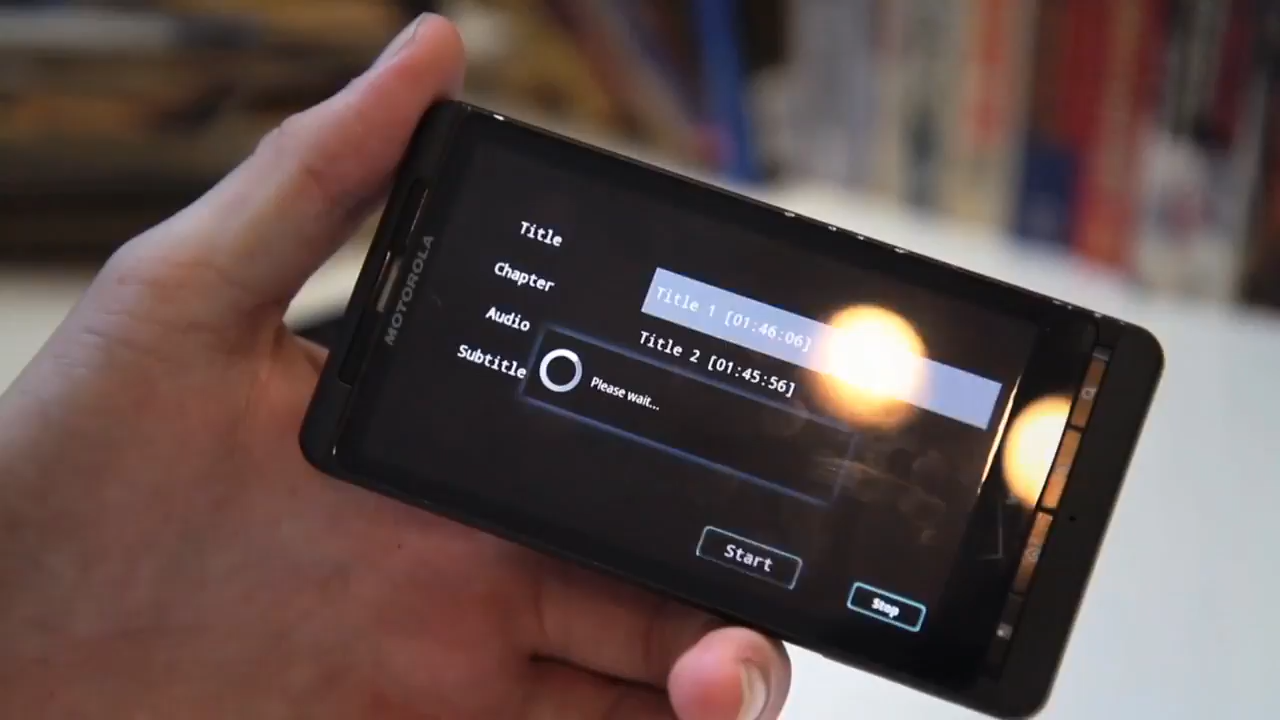 MOTOROLA
Title
Chapter
Audio
Subtitle
Title 1 [01:46:06]
Title 2 [01:45:56]
Please wait...
Start
Stop